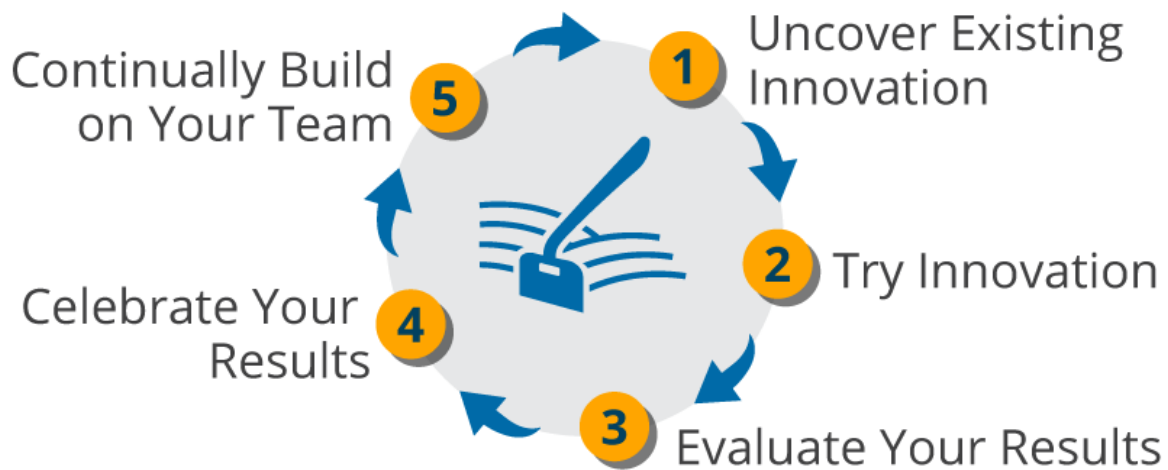 1
Uncover Existing
Innovation
2
Try Innovation
3
Evaluate Your Results
4
Celebrate Your
Results
5
Continually Build
on Your Team